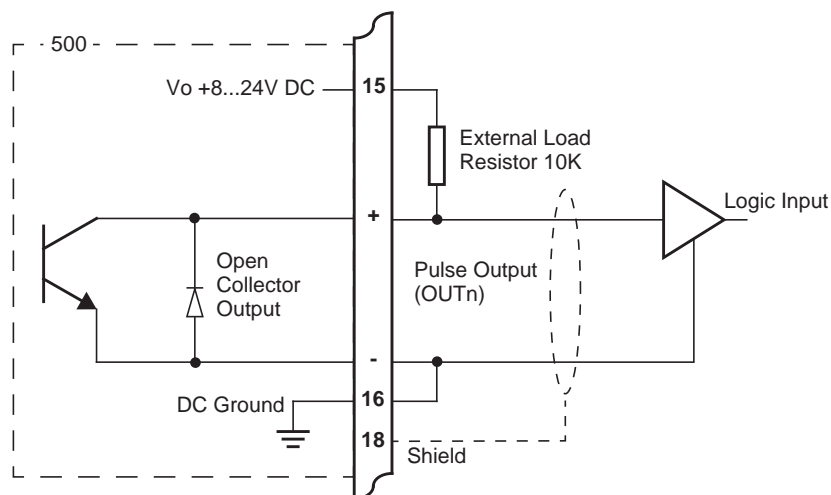 500
Vo +8...24V DC
15
External Load
Resistor 10K
+
Logic Input
Open
Collector
Output
Pulse Output
(OUTn)
-
DC Ground
16
18
Shield